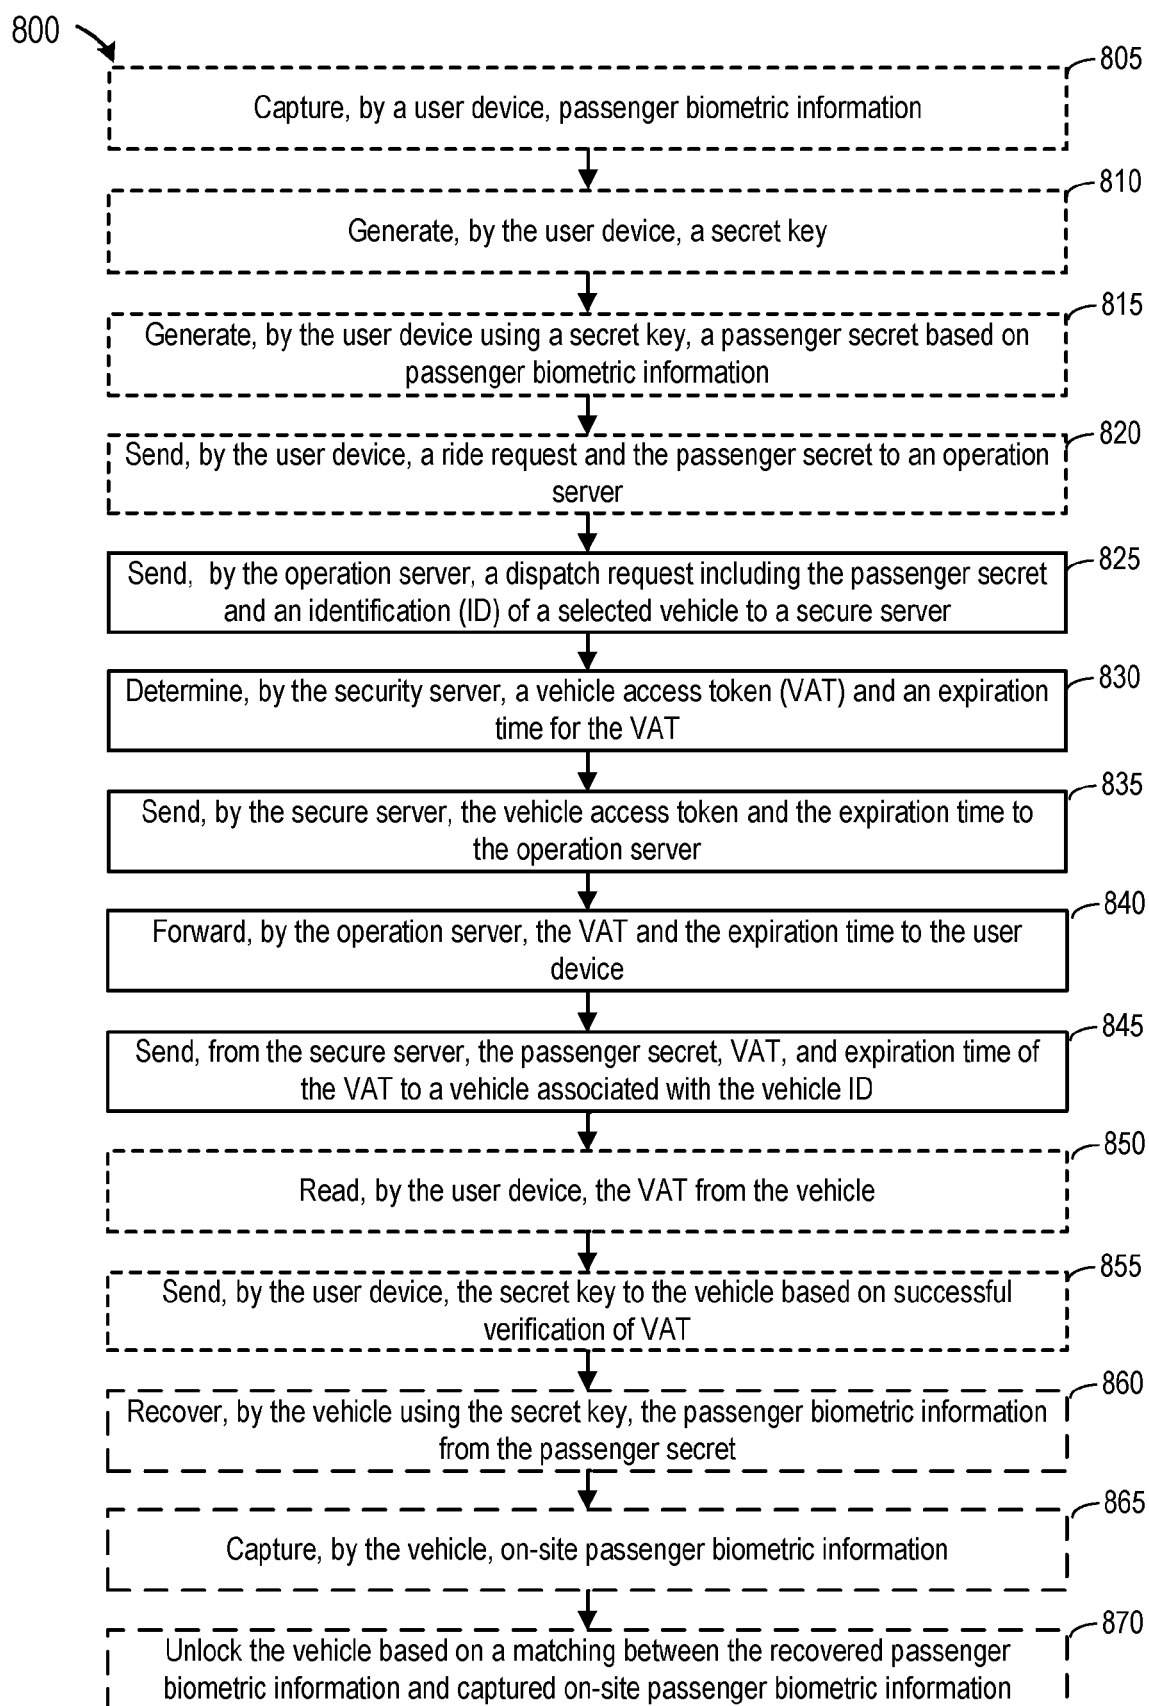 800
805
Capture, by a user device, passenger biometric information
810
Generate, by the user device, a secret key
815
Generate, by the user device using a secret key, a passenger secret based on
passenger biometric information
820
Send, by the user device, a ride request and the passenger secret to an operation
server
825
Send, by the operation server, a dispatch request including the passenger secret
and an identification (ID) of a selected vehicle to a secure server
830
Determine, by the security server, a vehicle access token (VAT) and an expiration
time for the VAT
835
Send, by the secure server, the vehicle access token and the expiration time to
the operation server
840
Forward, by the operation server, the VAT and the expiration time to the user
device
845
Send, from the secure server, the passenger secret, VAT, and expiration time of
the VAT to a vehicle associated with the vehicle ID
850
Read, by the user device, the VAT from the vehicle
855
Send, by the user device, the secret key to the vehicle based on successful
verification of VAT
860
Recover, by the vehicle using the secret key, the passenger biometric information
from the passenger secret
865
Capture, by the vehicle, on-site passenger biometric information
870
Unlock the vehicle based on a matching between the recovered passenger
biometric information and captured on-site passenger biometric information